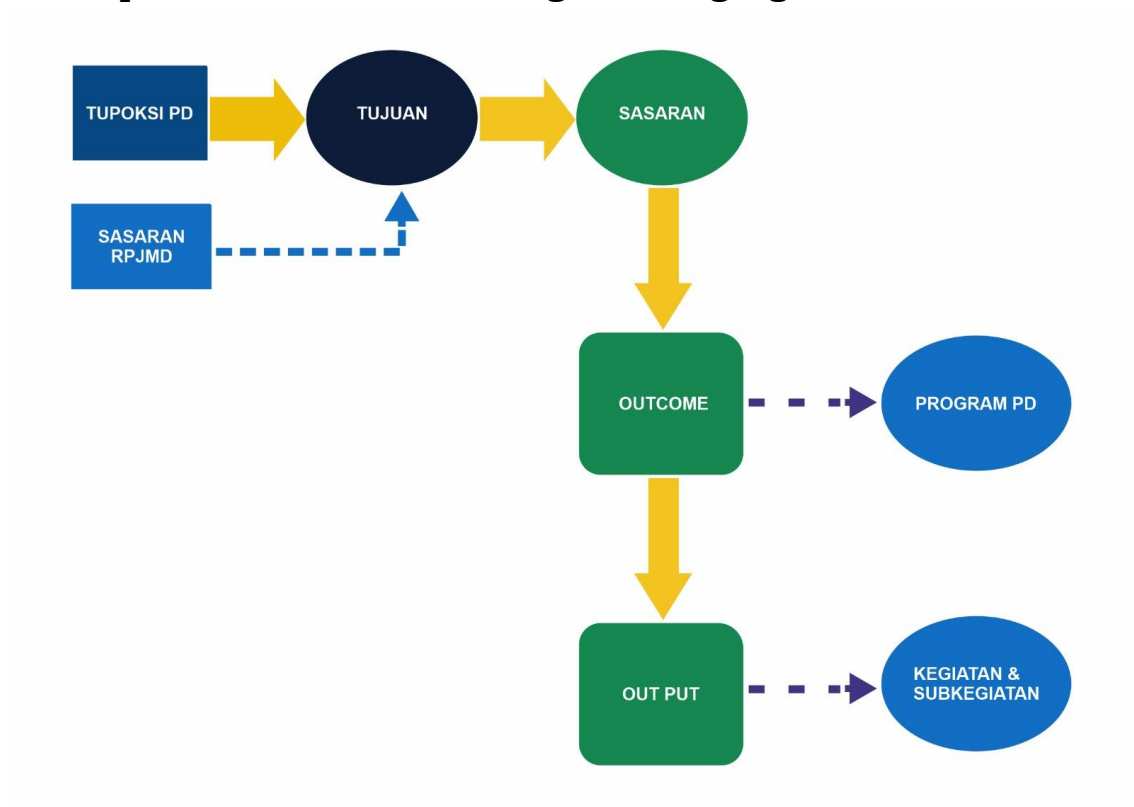 TUPOKSI PD
TUJUAN
SASARAN
SASARAN
RPJMD
OUTCOME
PROGRAM PD
OUT PUT
KEGIATAN &
SUBKEGIATAN